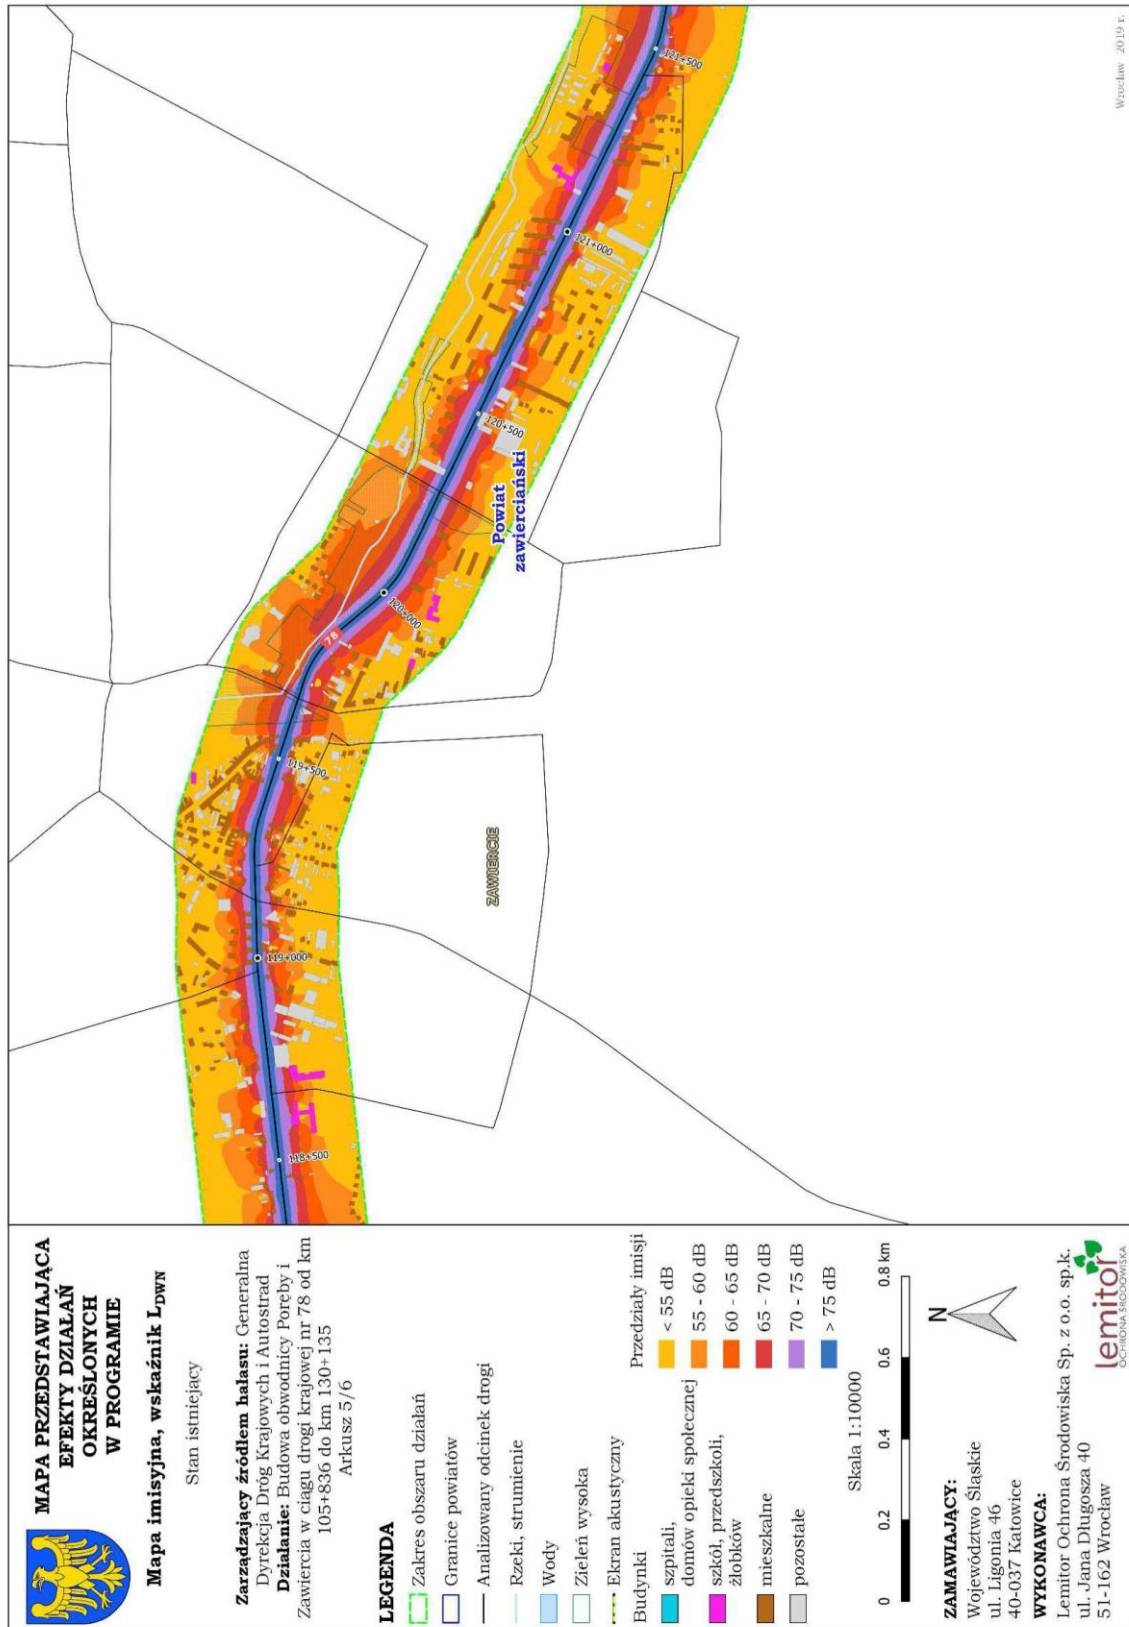 MAPA PRZEDSTAWIAJĄCA
EFEKTY DZIAŁAŃ
OKREŚLONYCH
W PROGRAMIE
Mapa imisyjna, wskaźnik LDWN
Stan istniejacy
Zarządzający źródłem hałasu: Generalna
Dyrekcja Dróg Krajowych i Autostrad
Działanie: Budowa obwodnicy Poreby i
Zawiercia w ciagu drogi krajowej nr 78 od km
105+836 do km 130+135
Arkusz 5/6
LEGENDA
Zakres obszaru działań
Granice powiatów
Analizowany odcinek drogi
Rzeki, strumienie
Wody
Zieleń wysoka
Ekran akustyczny
Budynki
szpitali,
domów opieki społecznej
szkół, przedszkoli,
żłobków
mieszkalne
pozostałe
Przedziały imisji
< 55 dB
55 - 60 dB
60 - 65 dB
65 - 70 dB
70 - 75 dB
> 75 dB
Skala 1:10000
0 0.2 0.4 0.6 0.8 km
N
ZAMAWIAJĄCY:
Województwo Śląskie
ul. Ligonia 46
40-037 Katowice
WYKONAWCA:
Lemitor Ochrona Środowiska Sp. z o.o. sp.k.
ul. Jana Długosza 40
51-162 Wrocław
lemitor
OCHRONA ŚRODOWISKA
118+500
119+000
119+500
78
120+000
120+500
121+000
121+500
ZAWIERCIE
Powiat
zawierciański
Wrocław 2019 r.